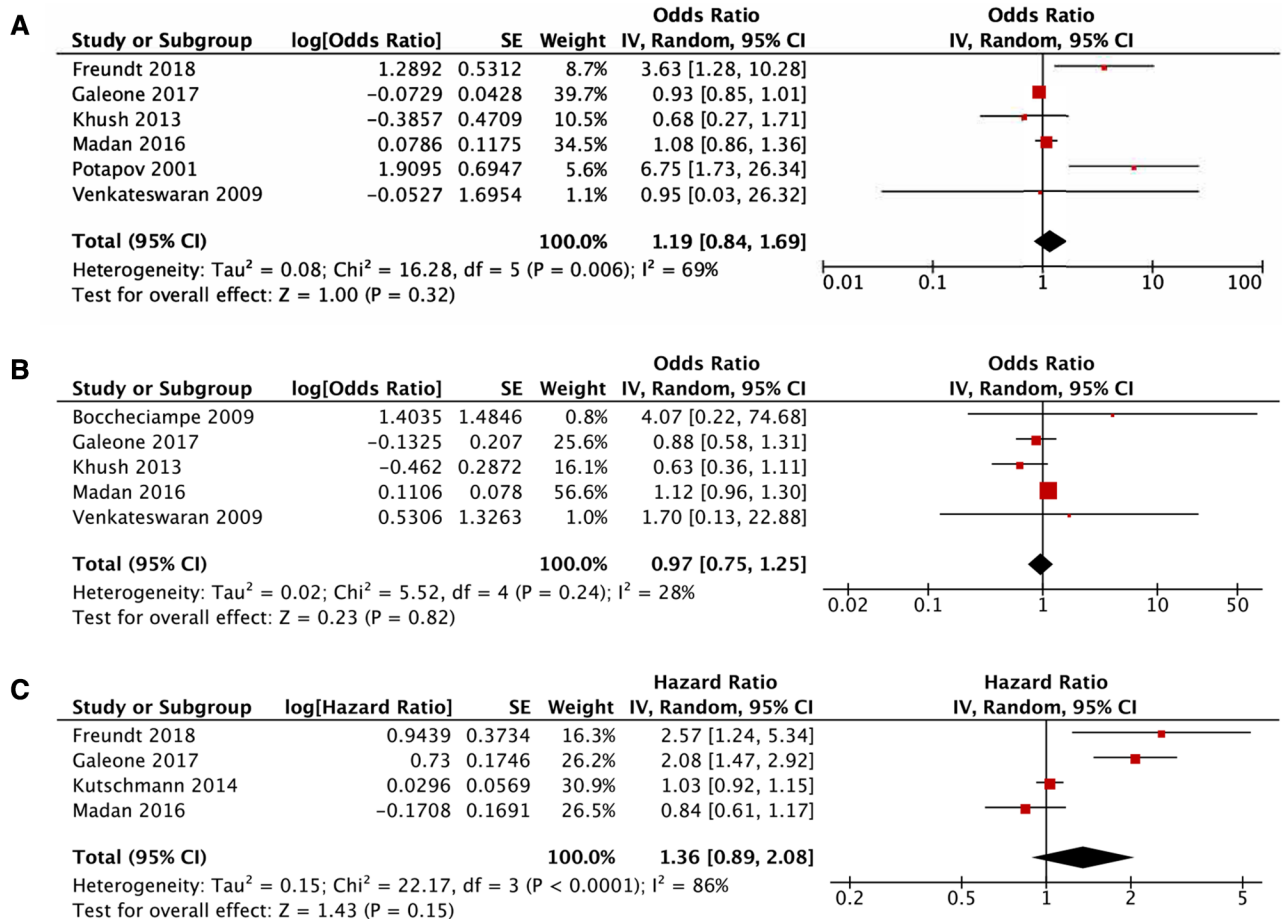 A
Odds Ratio Odds Ratio
Study or Subgroup log[Odds Ratio] SE Weight IV, Random, 95% CI IV, Random, 95% CI
Freundt 2018 1.2892 0.5312 8.7% 3.63 [1.28, 10.28]
Galeone 2017 −0.0729 0.0428 39.7% 0.93 [0.85, 1.01]
Khush 2013 −0.3857 0.4709 10.5% 0.68 [0.27, 1.71]
Madan 2016 0.0786 0.1175 34.5% 1.08 [0.86, 1.36]
Potapov 2001 1.9095 0.6947 5.6% 6.75 [1.73, 26.34]
Venkateswaran 2009 −0.0527 1.6954 1.1% 0.95 [0.03, 26.32]
Total (95% CI) 100.0% 1.19 [0.84, 1.69]
Heterogeneity: Tau² = 0.08; Chi² = 16.28, df = 5 (P = 0.006); I² = 69%
Test for overall effect: Z = 1.00 (P = 0.32)
0.01 0.1 1 10 100
B
Odds Ratio Odds Ratio
Study or Subgroup log[Odds Ratio] SE Weight IV, Random, 95% CI IV, Random, 95% CI
Boccheciampe 2009 1.4035 1.4846 0.8% 4.07 [0.22, 74.68]
Galeone 2017 −0.1325 0.207 25.6% 0.88 [0.58, 1.31]
Khush 2013 −0.462 0.2872 16.1% 0.63 [0.36, 1.11]
Madan 2016 0.1106 0.078 56.6% 1.12 [0.96, 1.30]
Venkateswaran 2009 0.5306 1.3263 1.0% 1.70 [0.13, 22.88]
Total (95% CI) 100.0% 0.97 [0.75, 1.25]
Heterogeneity: Tau² = 0.02; Chi² = 5.52, df = 4 (P = 0.24); I² = 28%
Test for overall effect: Z = 0.23 (P = 0.82)
0.02 0.1 1 10 50
C
Hazard Ratio Hazard Ratio
Study or Subgroup log[Hazard Ratio] SE Weight IV, Random, 95% CI IV, Random, 95% CI
Freundt 2018 0.9439 0.3734 16.3% 2.57 [1.24, 5.34]
Galeone 2017 0.73 0.1746 26.2% 2.08 [1.47, 2.92]
Kutschmann 2014 0.0296 0.0569 30.9% 1.03 [0.92, 1.15]
Madan 2016 −0.1708 0.1691 26.5% 0.84 [0.61, 1.17]
Total (95% CI) 100.0% 1.36 [0.89, 2.08]
Heterogeneity: Tau² = 0.15; Chi² = 22.17, df = 3 (P < 0.0001); I² = 86%
Test for overall effect: Z = 1.43 (P = 0.15)
0.2 0.5 1 2 5